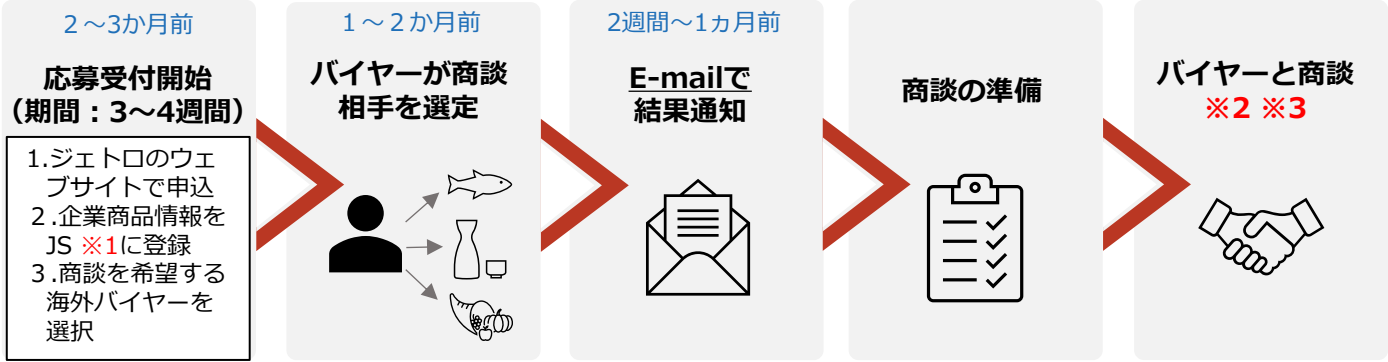 ２～3か月前
応募受付開始
（期間：3～4週間）
１.ジェトロのウェ
ブサイトで申込
２.企業商品情報を
JS ※1に登録
３.商談を希望する
海外バイヤーを
選択
１～２か月前
バイヤーが商談
相手を選定
2週間～1ヵ月前
E-mailで
結果通知
商談の準備
バイヤーと商談
※2 ※3